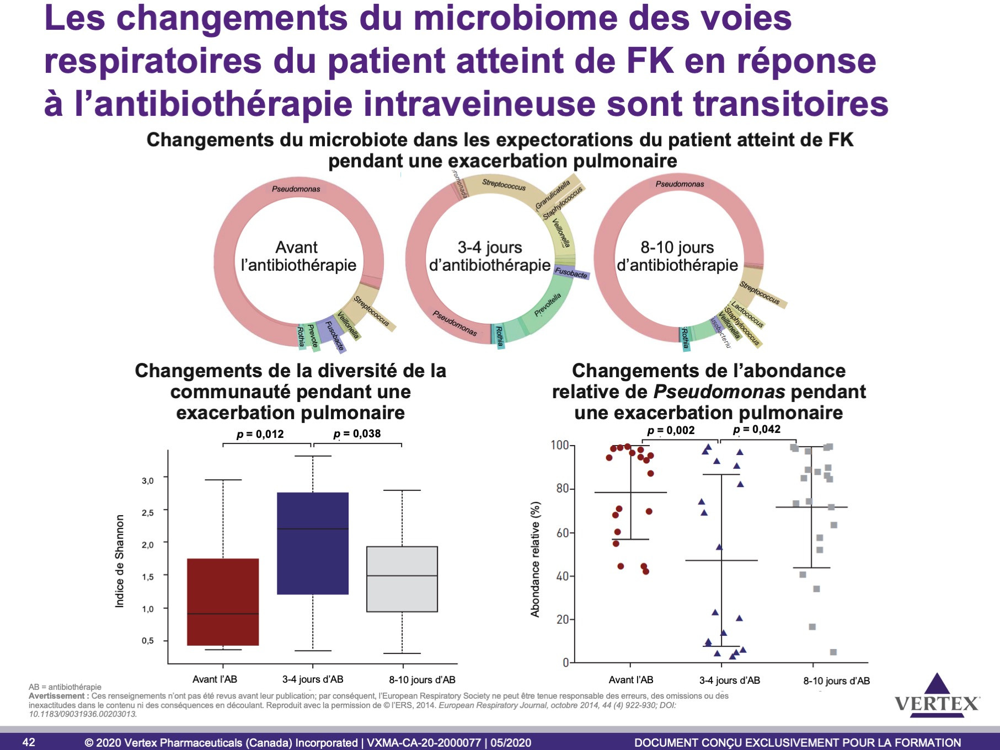 Les changements du microbiome des voies
respiratoires du patient atteint de FK en réponse
à l’antibiothérapie intraveineuse sont transitoires
Changements du microbiote dans les expectorations du patient atteint de FK
pendant une exacerbation pulmonaire
Pseudomonas
Avant
l’antibiothérapie
Streptococcus
Veillonella
Fusobacte
Prevote
Rothia
romonada
Streptococcus
Granulicatella
Staphylococcus
Veillonella
3-4 jours
d’antibiothérapie
Fusobacte
Prevoltella
Rothia
Pseudomonas
Pseudomonas
8-10 jours
d’antibiothérapie
Streptococcus
Lactococcus
Staphylococcus
Veillonella
usobacteriu
Rothia
Changements de la diversité de la
communauté pendant une
exacerbation pulmonaire
p = 0,012
p = 0,038
Indice de Shannon
3,0
2,5
2,0
1,5
1,0
0,5
Avant l’AB
3-4 jours d’AB
8-10 jours d’AB
Changements de l’abondance
relative de Pseudomonas pendant
une exacerbation pulmonaire
p = 0,002
p = 0,042
Abondance relative (%)
100
80
60
40
20
0
Avant l’AB
3-4 jours d’AB
8-10 jours d’AB
AB = antibiothérapie
Avertissement : Ces renseignements n’ont pas été revus avant leur publication; par conséquent, l’European Respiratory Society ne peut être tenue responsable des erreurs, des omissions ou des
inexactitudes dans le contenu ni des conséquences en découlant. Reproduit avec la permission de © l’ERS, 2014. European Respiratory Journal, octobre 2014, 44 (4) 922-930; DOI:
10.1183/09031936.00203013.
VERTEX
42
© 2020 Vertex Pharmaceuticals (Canada) Incorporated | VXMA-CA-20-2000077 | 05/2020
DOCUMENT CONÇU EXCLUSIVEMENT POUR LA FORMATION